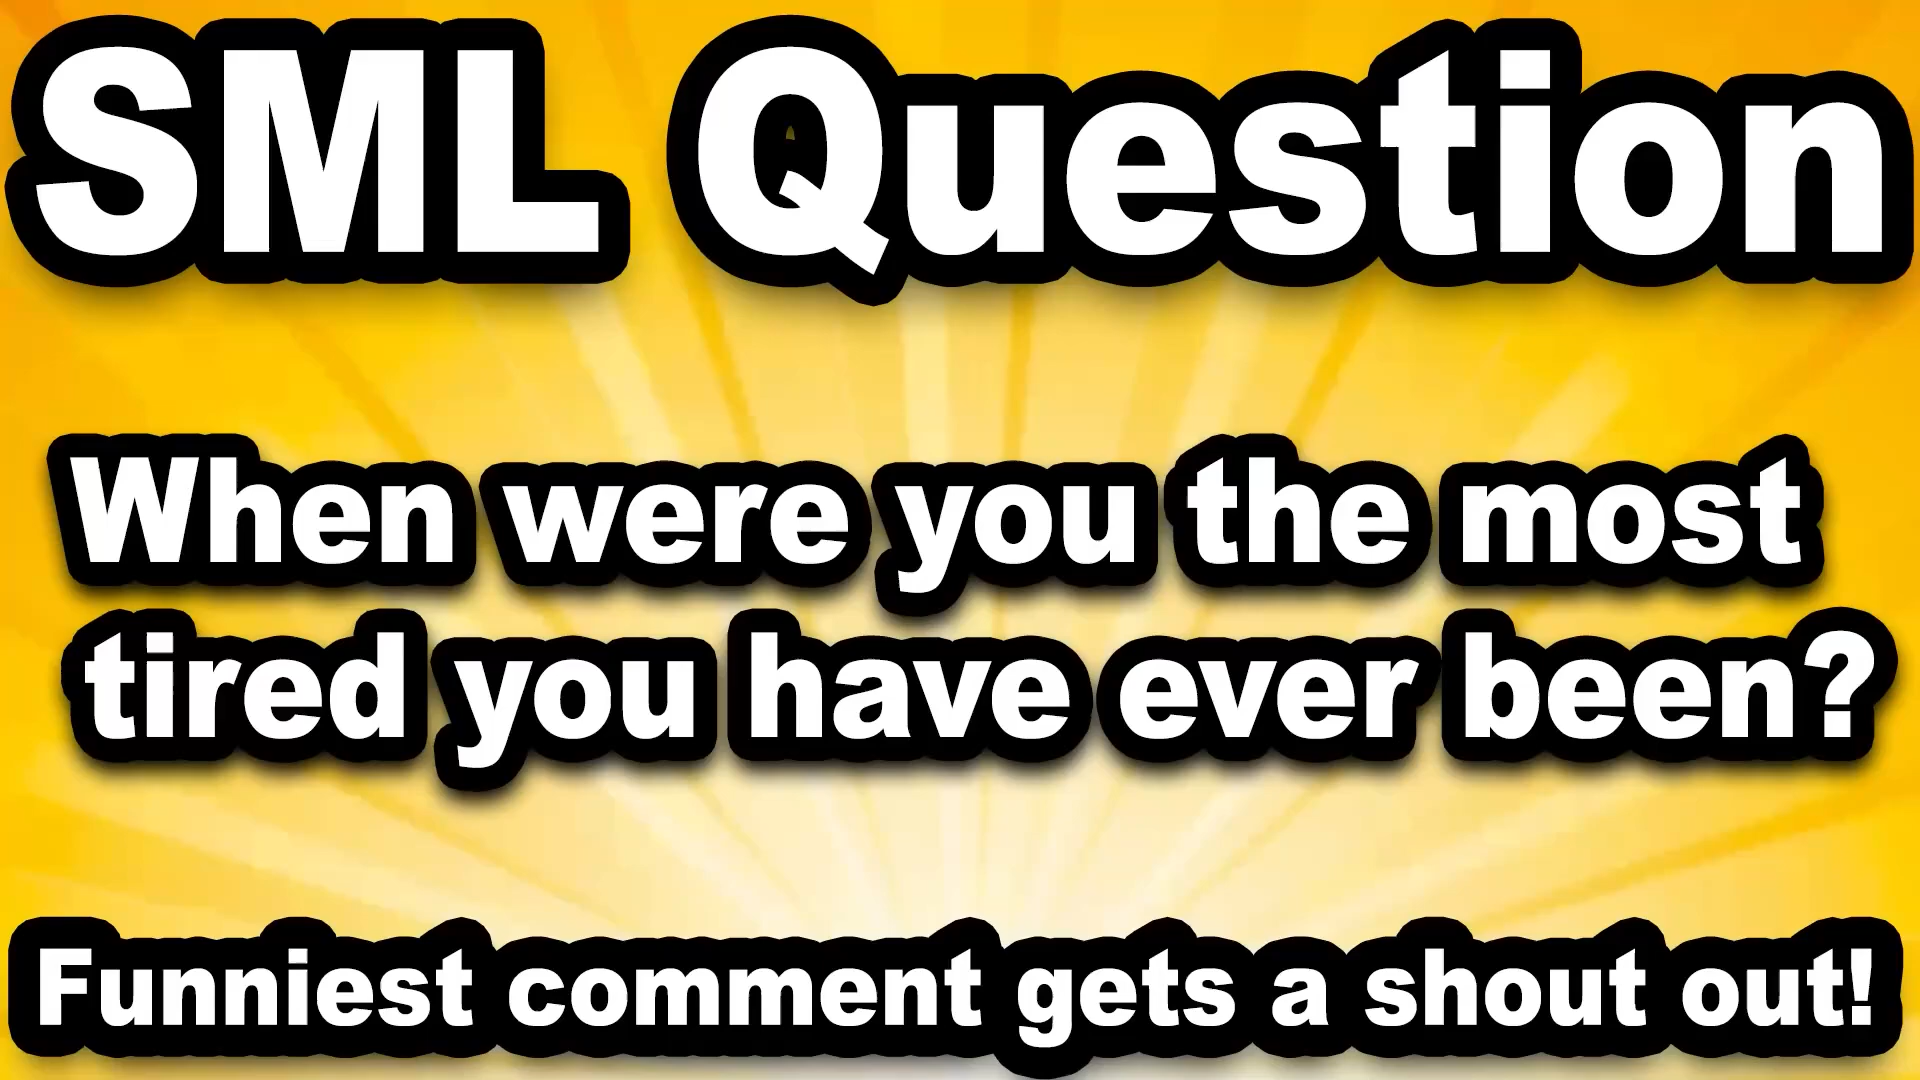 SML Question
When were you the most
tired you have ever been?
Funniest comment gets a shout out!